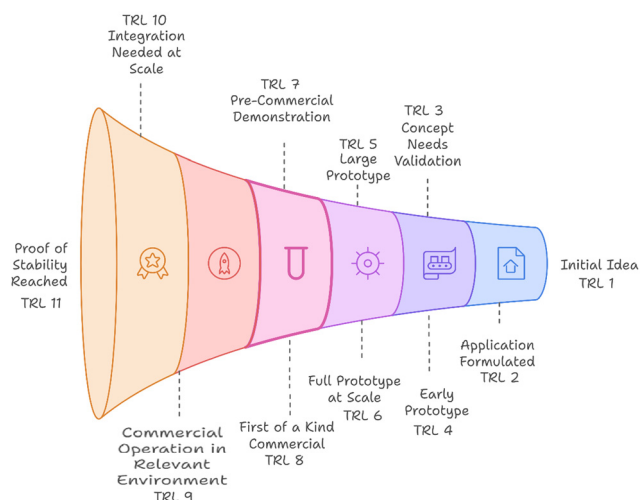 TRL 10
Integration
Needed at
Scale
TRL 7
Pre-Commercial
Demonstration
TRL 5
Large
Prototype
TRL 3
Concept
Needs
Validation
Proof of
Stability
Reached
TRL 11
Initial Idea
TRL 1
Commercial
Operation in
Relevant
Environment
TRL 9
First of a Kind
Commercial
TRL 8
Full Prototype
at Scale
TRL 6
Early
Prototype
TRL 4
Application
Formulated
TRL 2